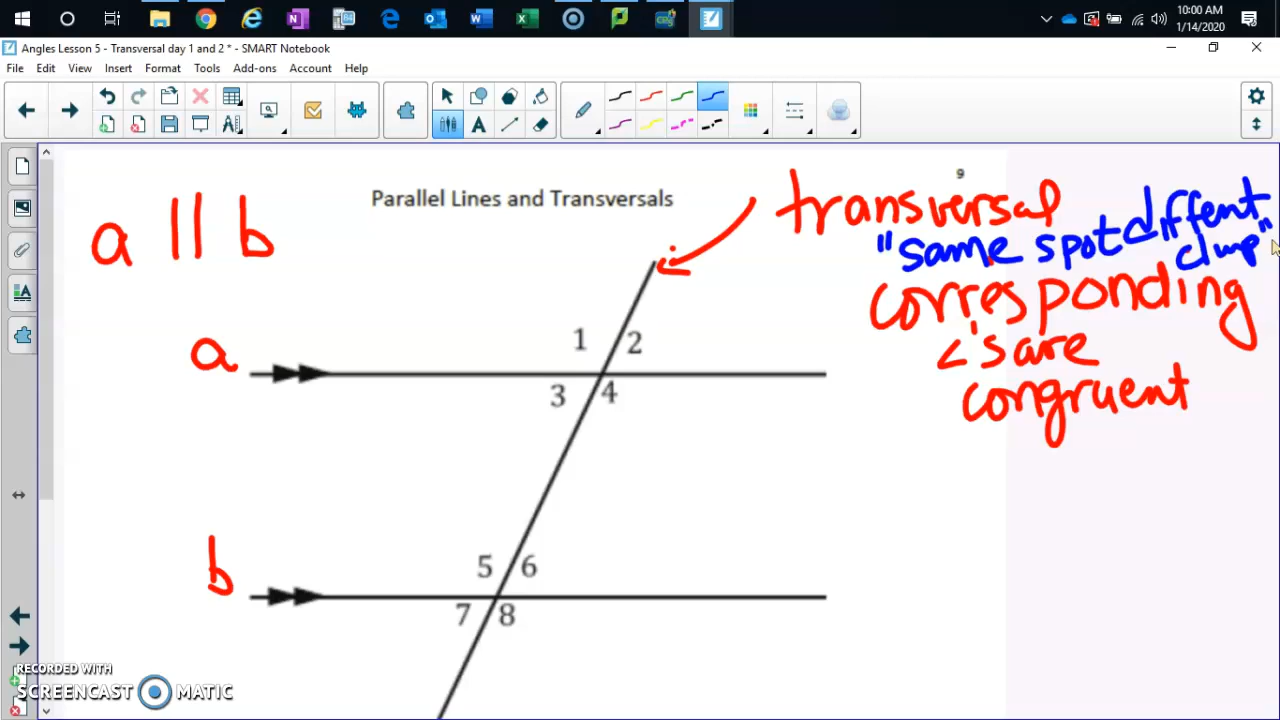 10:00 AM
1/14/2020
Angles Lesson 5 - Transversal day 1 and 2 * - SMART Notebook
File Edit View Insert Format Tools Add-ons Account Help
9
Parallel Lines and Transversals
a || b
transversal
"same spot diffent
clump"
corresponding
<'s are
congruent
1 2
a
3 4
5 6
b
7 8
RECORDED WITH
SCREENCAST MATIC